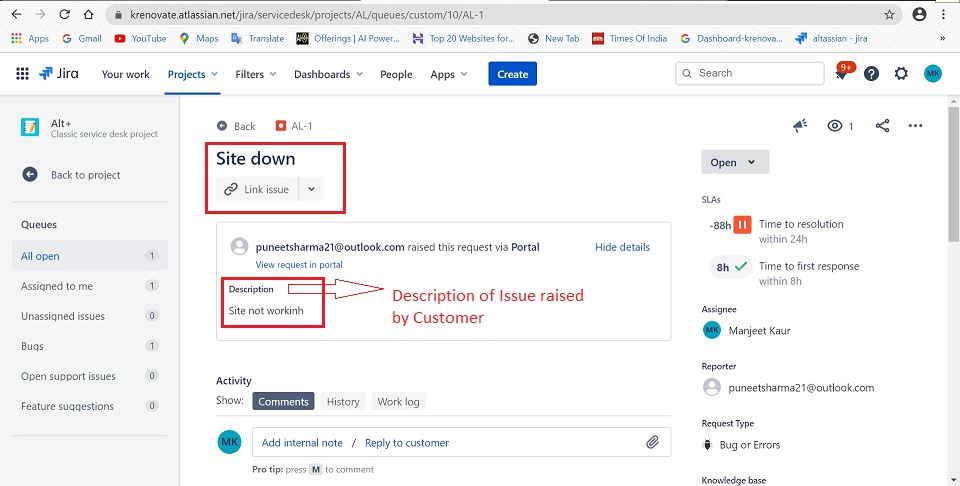 krenovate.atlassian.net/jira/servicedesk/projects/AL/queues/custom/10/AL-1
Apps Gmail YouTube Maps Translate Offerings | AI Power... Top 20 Websites for... New Tab Times Of India Dashboard-krenova... altassian - jira »
Jira Your work Projects Filters Dashboards People Apps Create Search 9+ MK
Alt+
Classic service desk project
Back to project
Queues
All open 1
Assigned to me 1
Unassigned issues 0
Bugs 1
Open support issues 0
Feature suggestions 0
Back AL-1 1
Site down
Link issue
puneetsharma21@outlook.com raised this request via Portal Hide details
View request in portal
Description
Site not workinh
Description of Issue raised
by Customer
Activity
Show: Comments History Work log
MK Add internal note / Reply to customer
Pro tip: press M to comment
Open
SLAs
-88h Time to resolution
within 24h
8h Time to first response
within 8h
Assignee
MK Manjeet Kaur
Reporter
puneetsharma21@outlook.com
Request Type
Bug or Errors
Knowledge base